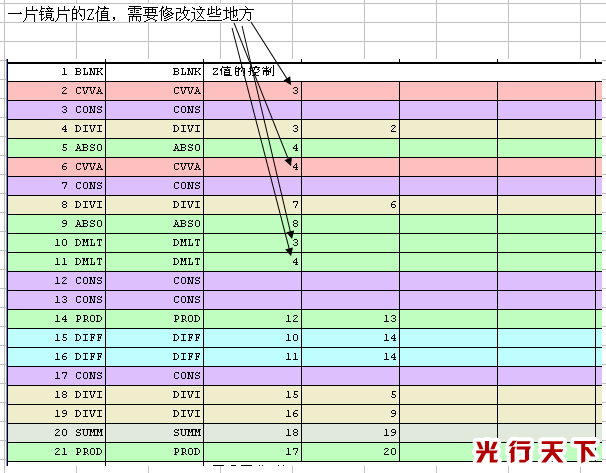 一片镜片的Z值，需要修改这些地方
1 BLNK BLNK Z值的控制
2 CVVA CVVA 3
3 CONS CONS
4 DIVI DIVI 3 2
5 ABSO ABSO 4
6 CVVA CVVA 4
7 CONS CONS
8 DIVI DIVI 7 6
9 ABSO ABSO 8
10 DMLT DMLT 3
11 DMLT DMLT 4
12 CONS CONS
13 CONS CONS
14 PROD PROD 12 13
15 DIFF DIFF 10 14
16 DIFF DIFF 11 14
17 CONS CONS
18 DIVI DIVI 15 5
19 DIVI DIVI 16 9
20 SUMM SUMM 18 19
21 PROD PROD 17 20
光行天下